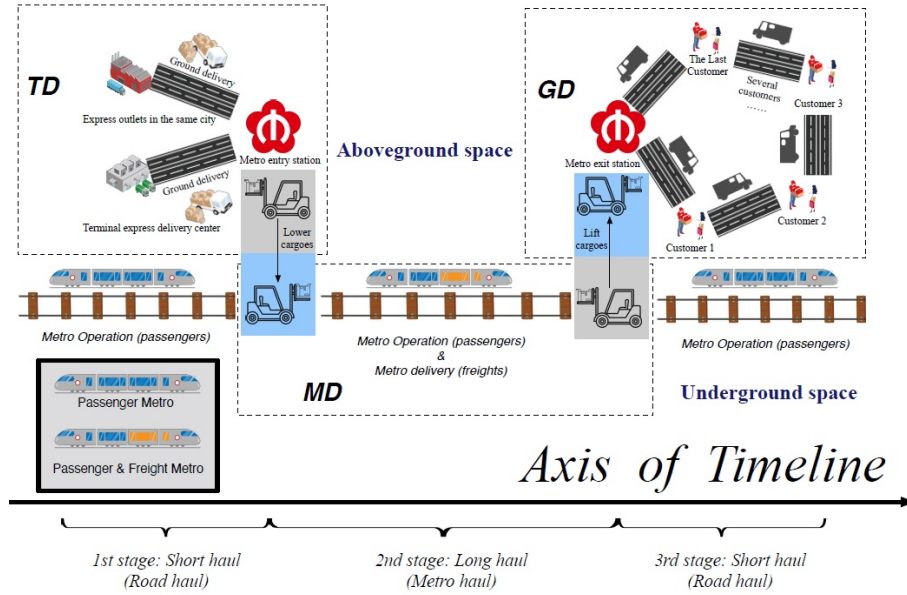 TD
Ground delivery
Express outlets in the same city
Ground delivery
Terminal express delivery center
Metro entry station
Lower
cargoes
Aboveground space
GD
The Last
Customer
Several
customers
......
Customer 3
Metro exit station
Customer 2
Customer 1
Lift
cargoes
Metro Operation (passengers)
Metro Operation (passengers)
&
Metro delivery (freights)
Metro Operation (passengers)
MD
Underground space
Passenger Metro
Passenger & Freight Metro
Axis of Timeline
1st stage: Short haul
(Road haul)
2nd stage: Long haul
(Metro haul)
3rd stage: Short haul
(Road haul)